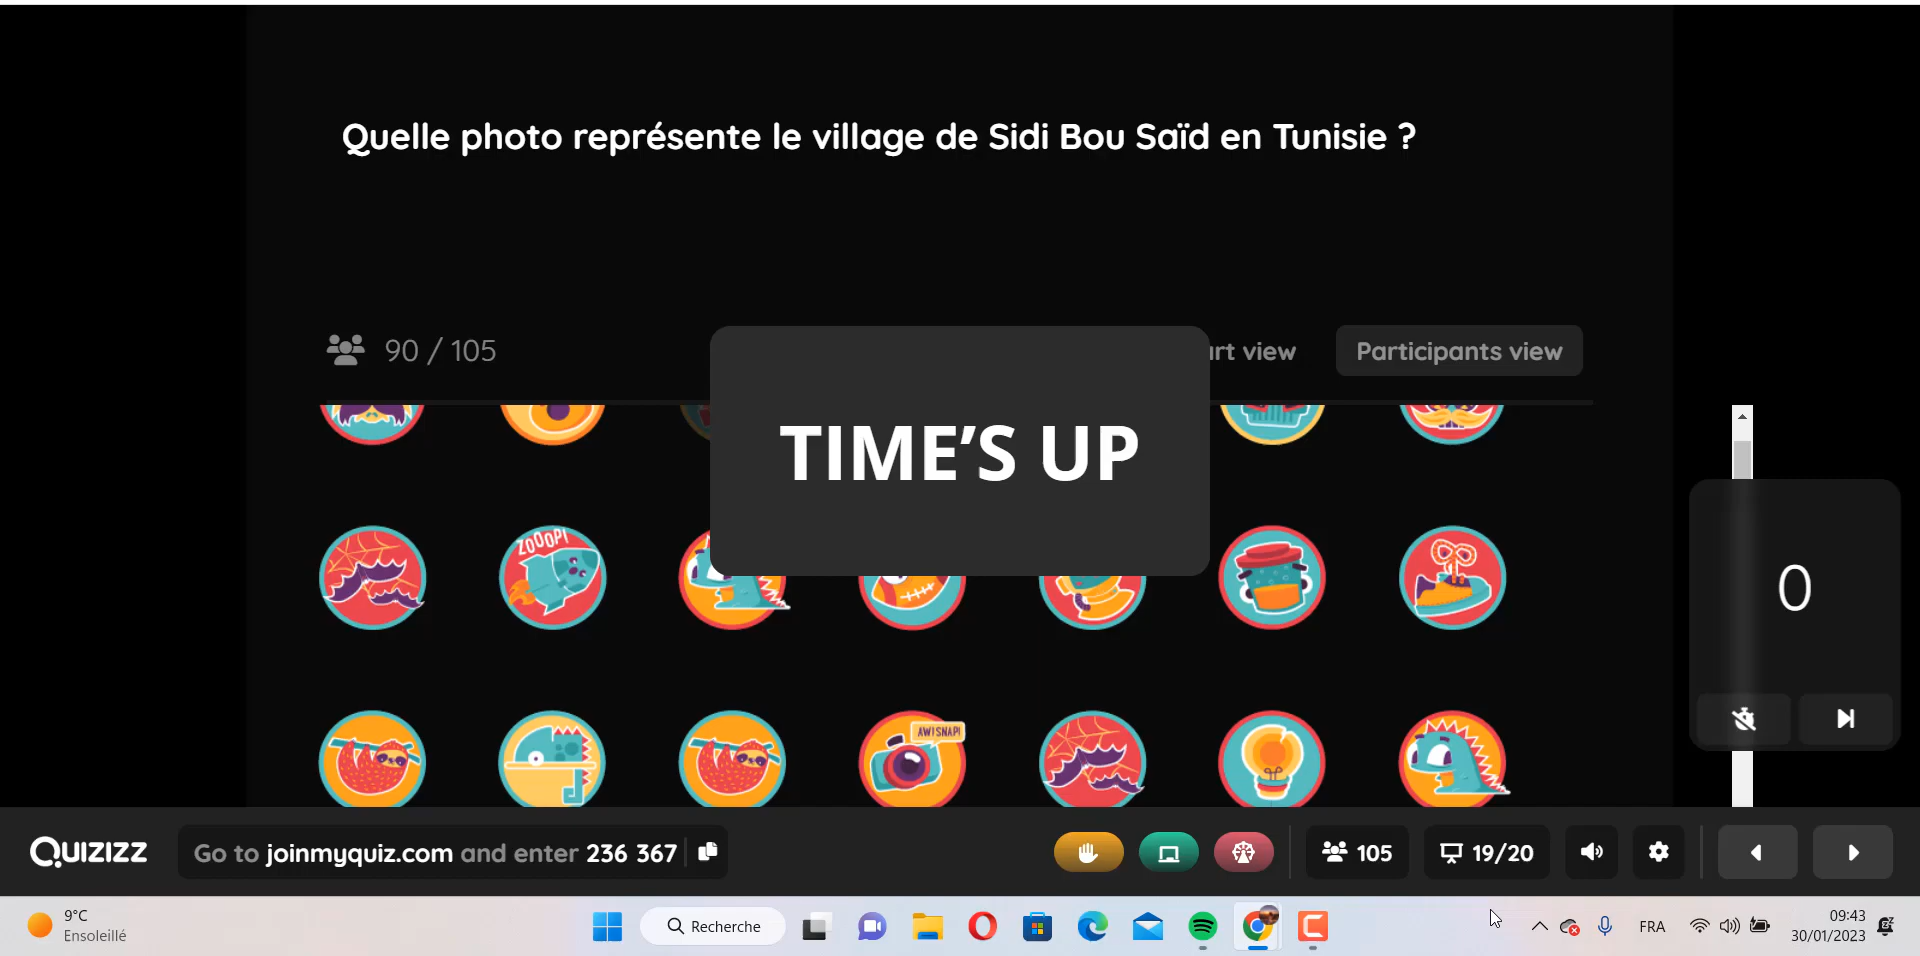 Quelle photo représente le village de Sidi Bou Saïd en Tunisie ?
90 / 105
art view
Participants view
TIME'S UP
ZOOOP!
0
AW! SNAP!
QUIZIZZ
Go to joinmyquiz.com and enter 236 367
105
19/20
9°C
Ensoleillé
Recherche
FRA
09:43
30/01/2023